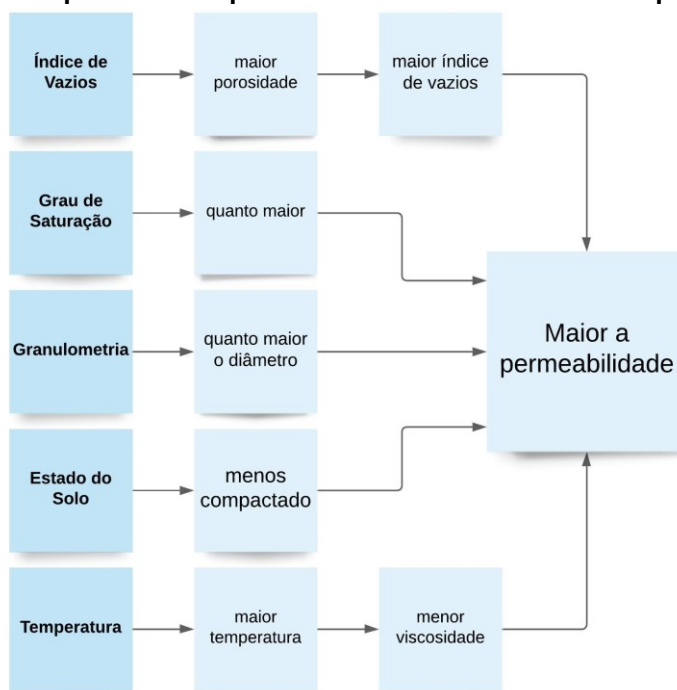 Índice de
Vazios
maior
porosidade
maior índice
de vazios
Grau de
Saturação
quanto maior
Granulometria
quanto maior
o diâmetro
Maior a
permeabilidade
Estado do
Solo
menos
compactado
Temperatura
maior
temperatura
menor
viscosidade